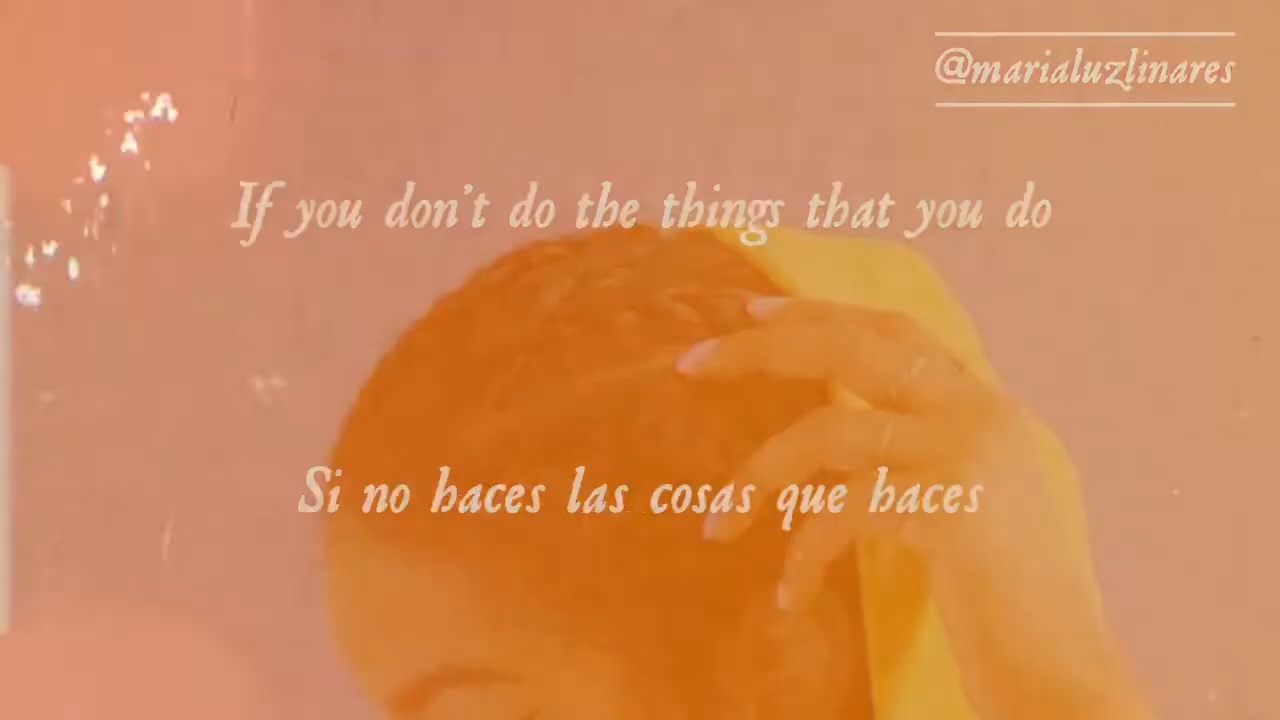 @marialuzlinares
If you don't do the things that you do
Si no haces las cosas que haces